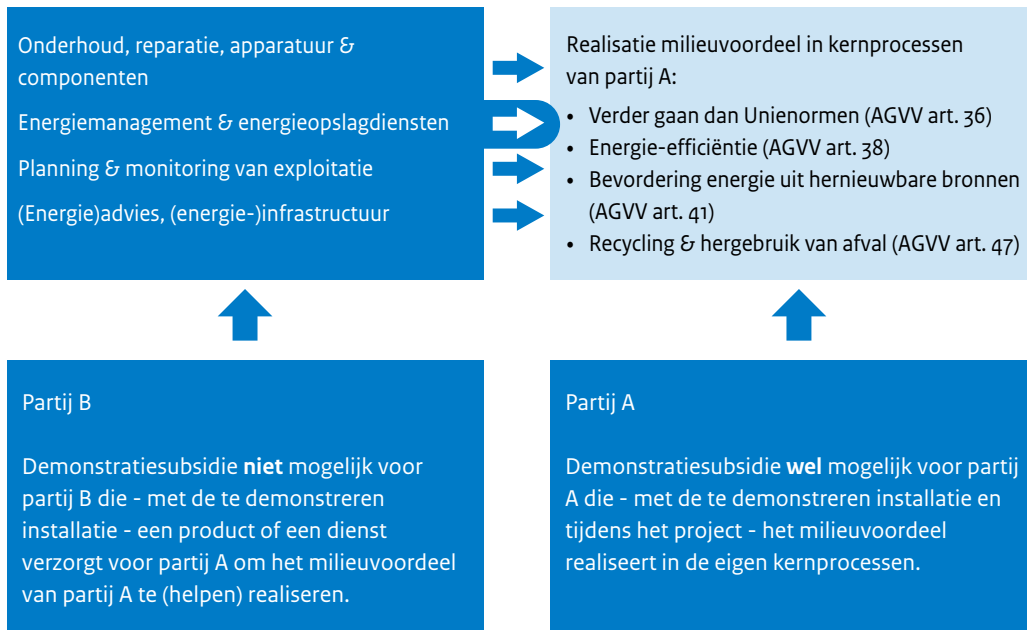 Onderhoud, reparatie, apparatuur &
componenten
Energiemanagement & energieopslagdiensten
Planning & monitoring van exploitatie
(Energie)advies, (energie-)infrastructuur
Realisatie milieuvoordeel in kernprocessen
van partij A:
• Verder gaan dan Unienormen (AGVV art. 36)
• Energie-efficiëntie (AGVV art. 38)
• Bevordering energie uit hernieuwbare bronnen
(AGVV art. 41)
• Recycling & hergebruik van afval (AGVV art. 47)
Partij B
Demonstratiesubsidie niet mogelijk voor
partij B die - met de te demonstreren
installatie - een product of een dienst
verzorgt voor partij A om het milieuvoordeel
van partij A te (helpen) realiseren.
Partij A
Demonstratiesubsidie wel mogelijk voor partij
A die - met de te demonstreren installatie en
tijdens het project - het milieuvoordeel
realiseert in de eigen kernprocessen.